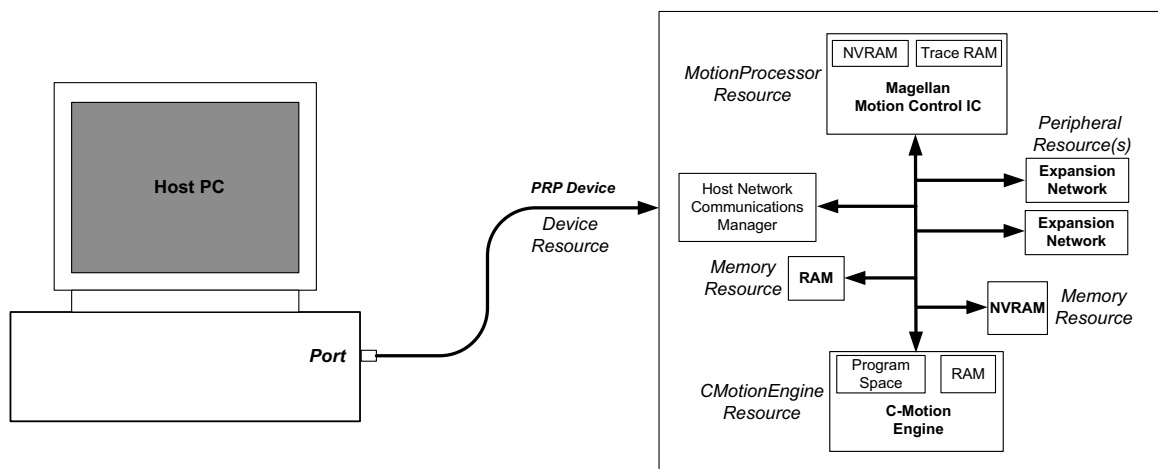 Host PC
Port
PRP Device
Device
Resource
MotionProcessor
Resource
NVRAM
Trace RAM
Magellan
Motion Control IC
Peripheral
Resource(s)
Expansion
Network
Host Network
Communications
Manager
Expansion
Network
Memory
Resource
RAM
NVRAM
Memory
Resource
CMotionEngine
Resource
Program
Space
RAM
C-Motion
Engine